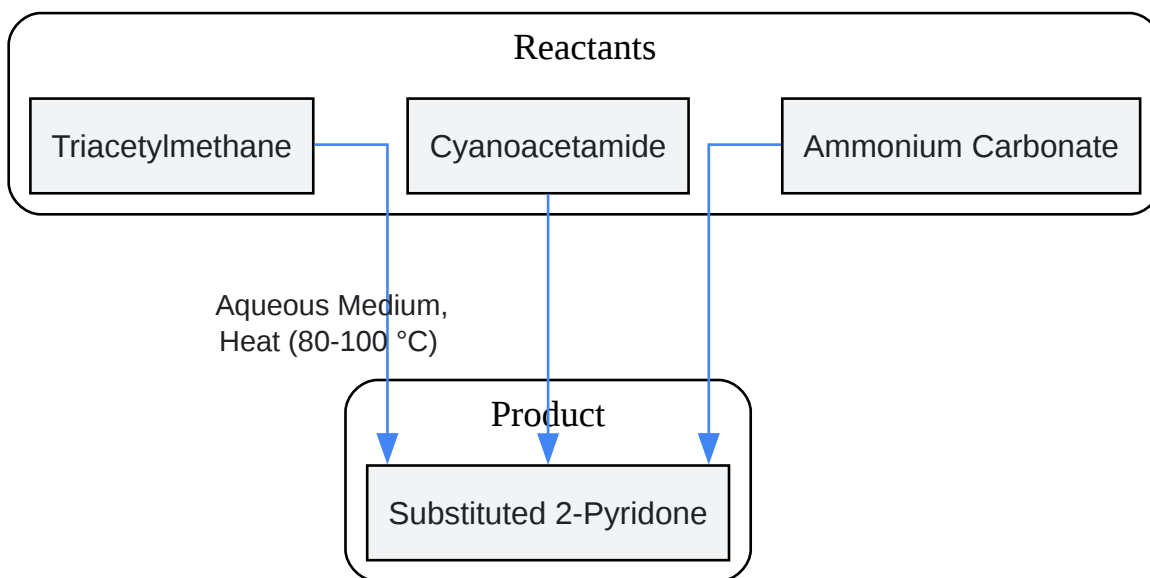 Reactants
Triacetylmethane
Cyanoacetamide
Ammonium Carbonate
Aqueous Medium,
Heat (80-100 °C)
Product
Substituted 2-Pyridone